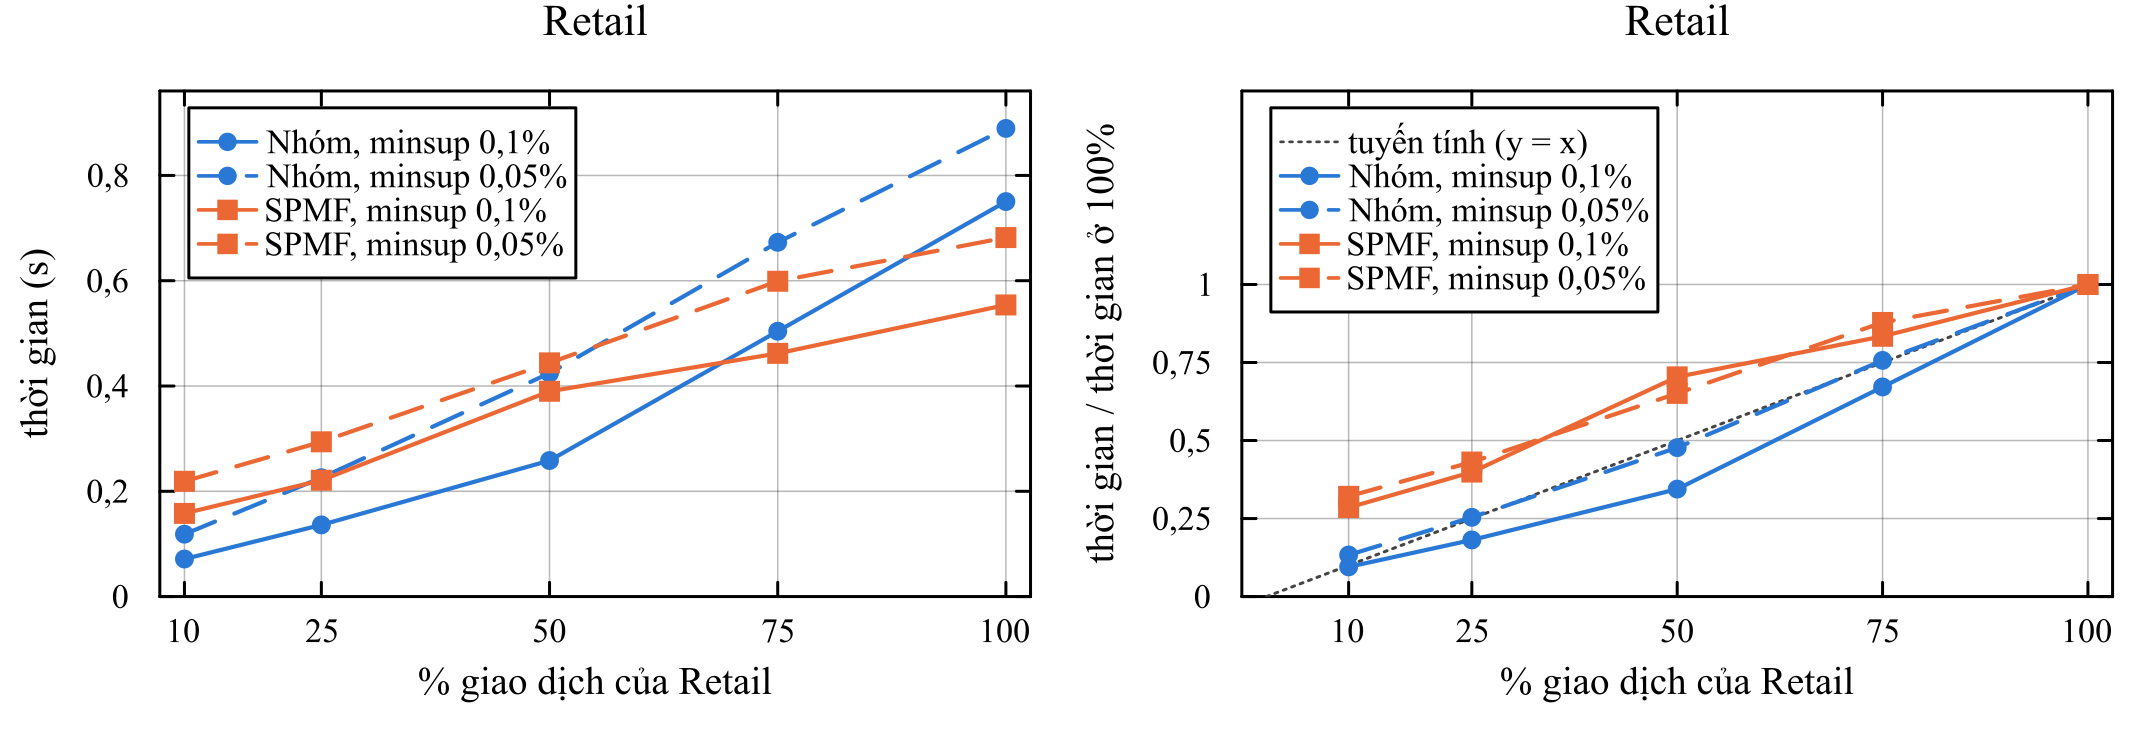 Retail
thời gian (s)
0,8
0,6
0,4
0,2
0
Nhóm, minsup 0,1%
Nhóm, minsup 0,05%
SPMF, minsup 0,1%
SPMF, minsup 0,05%
10 25 50 75 100
% giao dịch của Retail
Retail
thời gian / thời gian ở 100%
1
0,75
0,5
0,25
0
tuyến tính (y = x)
Nhóm, minsup 0,1%
Nhóm, minsup 0,05%
SPMF, minsup 0,1%
SPMF, minsup 0,05%
10 25 50 75 100
% giao dịch của Retail